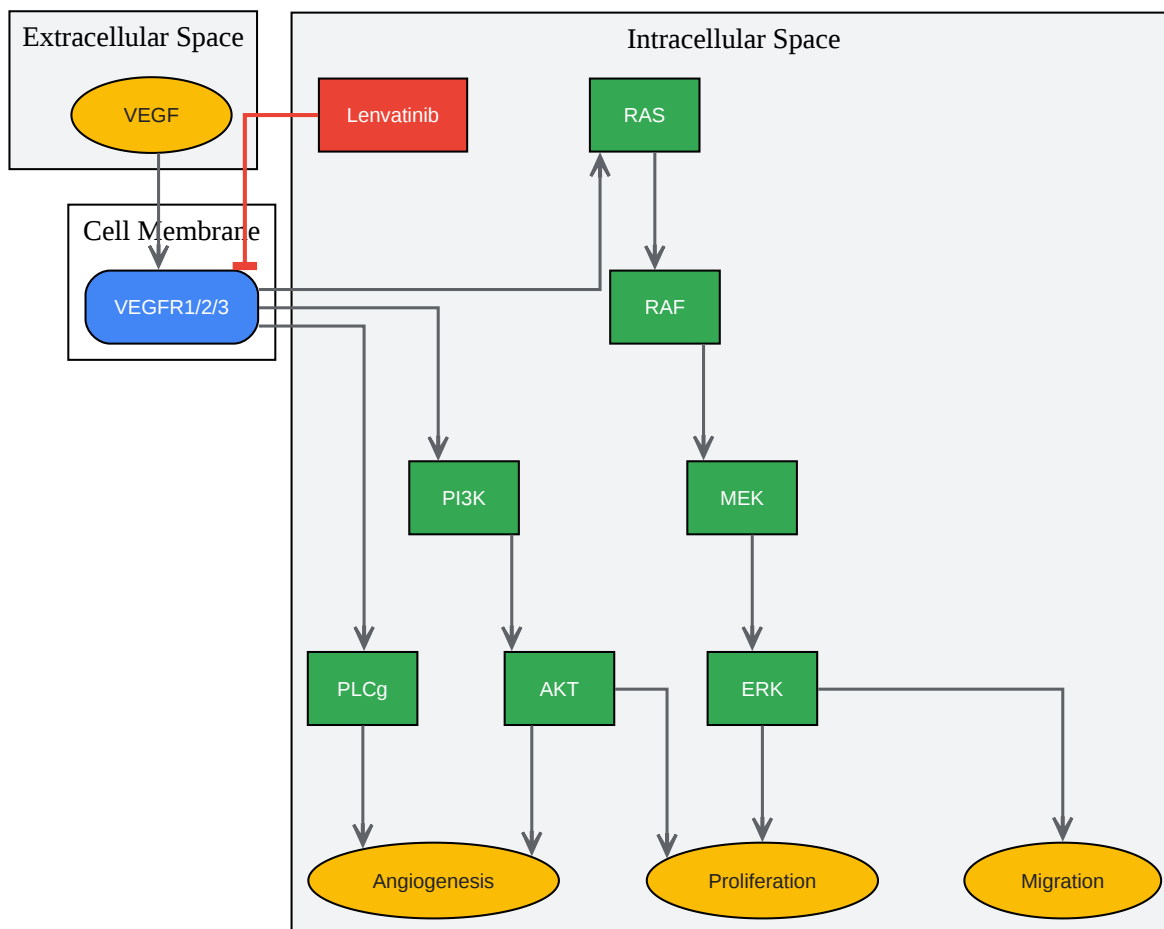 Extracellular Space
Intracellular Space
VEGF
Lenvatinib
RAS
Cell Membrane
VEGFR1/2/3
RAF
PI3K
MEK
PLCg
AKT
ERK
Angiogenesis
Proliferation
Migration